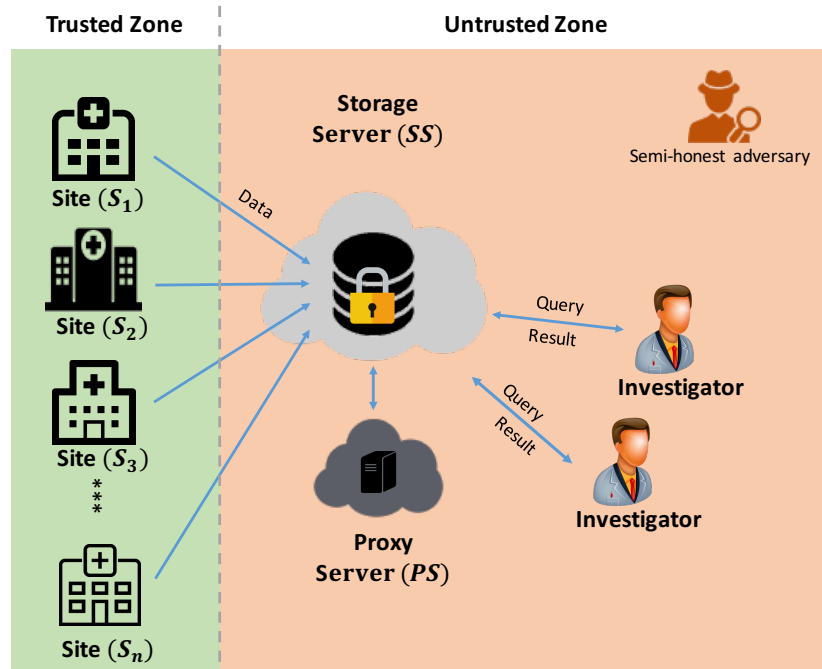 Trusted Zone
Untrusted Zone
Storage
Server (SS)
Semi-honest adversary
Site (S₁)
Data
Site (S₂)
Query
Result
Investigator
Site (S₃)
***
Query
Result
Investigator
Proxy
Server (PS)
Site (Sₙ)